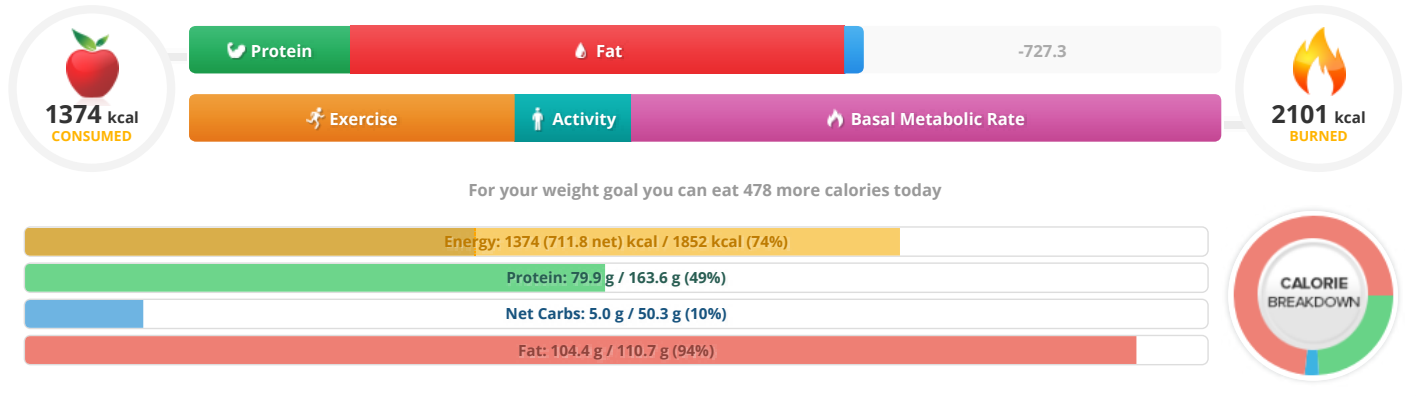 Protein
Fat
-727.3
1374 kcal
CONSUMED
Exercise
Activity
Basal Metabolic Rate
2101 kcal
BURNED
For your weight goal you can eat 478 more calories today
Energy: 1374 (711.8 net) kcal / 1852 kcal (74%)
Protein: 79.9 g / 163.6 g (49%)
Net Carbs: 5.0 g / 50.3 g (10%)
Fat: 104.4 g / 110.7 g (94%)
CALORIE
BREAKDOWN